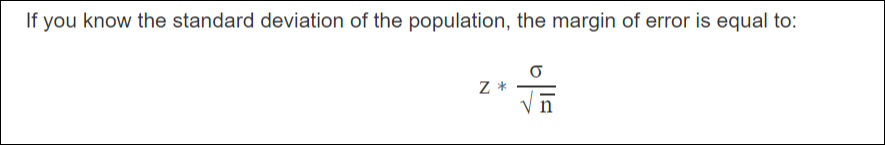 If you know the standard deviation of the population, the margin of error is equal to:
z * σ / √n